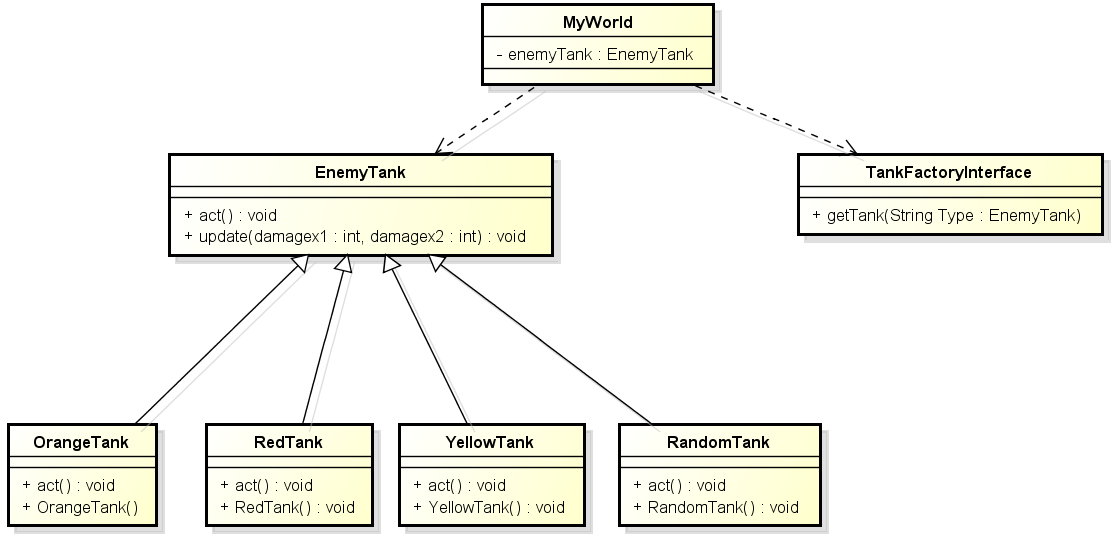 MyWorld
- enemyTank : EnemyTank
EnemyTank
+ act() : void
+ update(damagex1 : int, damagex2 : int) : void
TankFactoryInterface
+ getTank(String Type : EnemyTank)
OrangeTank
+ act() : void
+ OrangeTank()
RedTank
+ act() : void
+ RedTank() : void
YellowTank
+ act() : void
+ YellowTank() : void
RandomTank
+ act() : void
+ RandomTank() : void